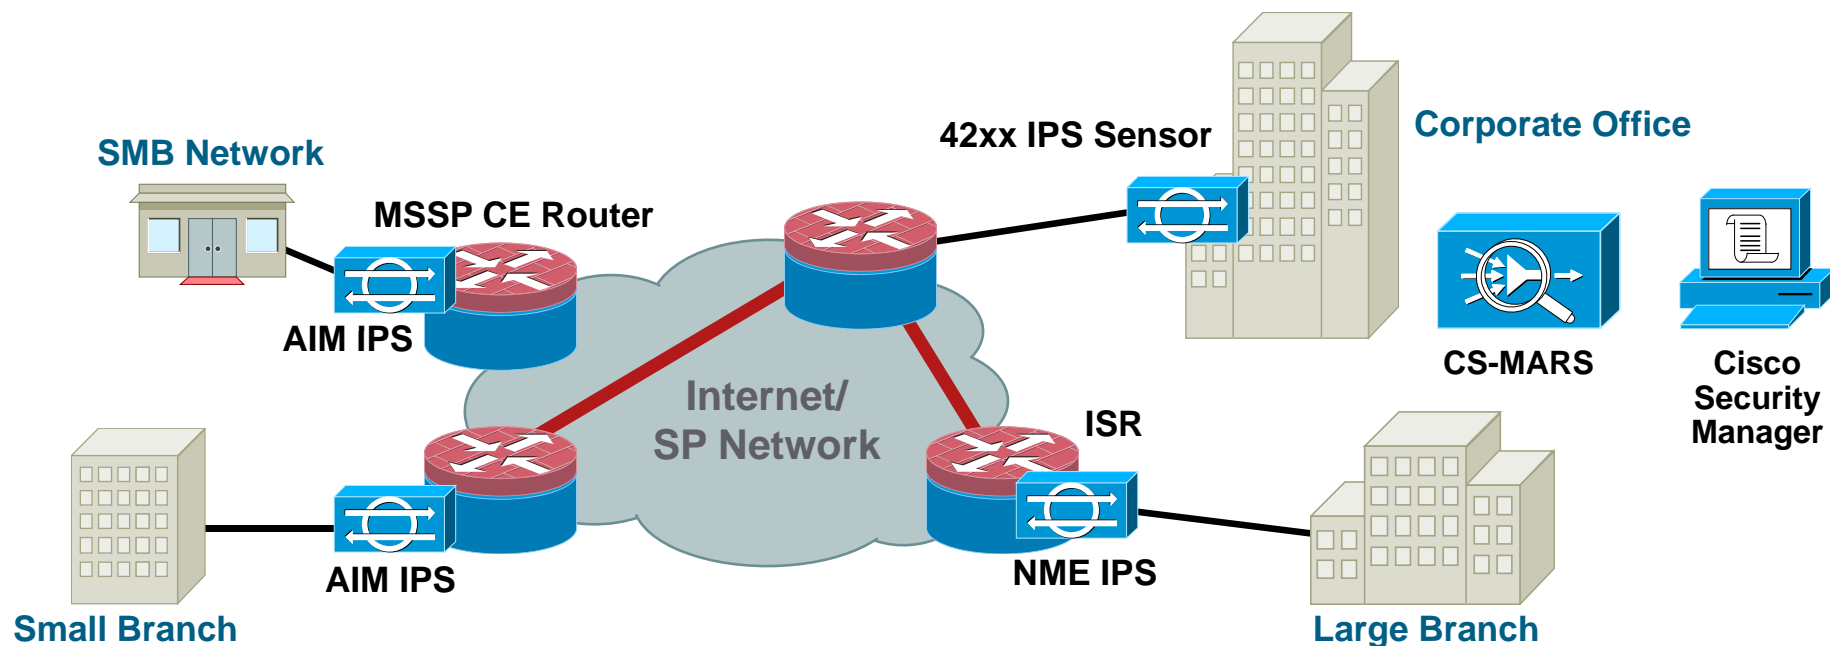 42xx IPS Sensor
Corporate Office
SMB Network
MSSP CE Router
AIM IPS
CS-MARS
Cisco
Security
Manager
Internet/
SP Network
ISR
AIM IPS
NME IPS
Small Branch
Large Branch